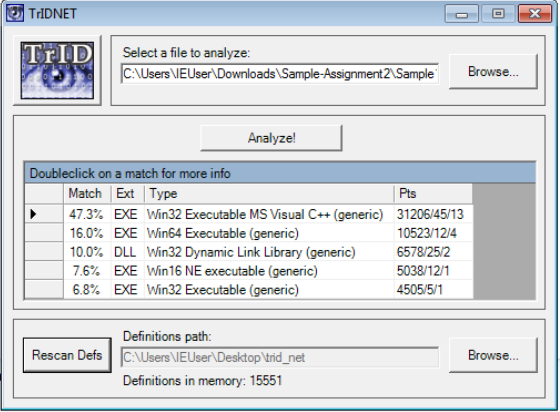 TrIDNET
TrID
Select a file to analyze:
C:\Users\IEUser\Downloads\Sample-Assignment2\Sample
Browse...
Analyze!
Doubleclick on a match for more info
Match Ext Type Pts
47.3% EXE Win32 Executable MS Visual C++ (generic) 31206/45/13
16.0% EXE Win64 Executable (generic) 10523/12/4
10.0% DLL Win32 Dynamic Link Library (generic) 6578/25/2
7.6% EXE Win16 NE executable (generic) 5038/12/1
6.8% EXE Win32 Executable (generic) 4505/5/1
Rescan Defs
Definitions path:
C:\Users\IEUser\Desktop\trid_net
Browse...
Definitions in memory: 15551